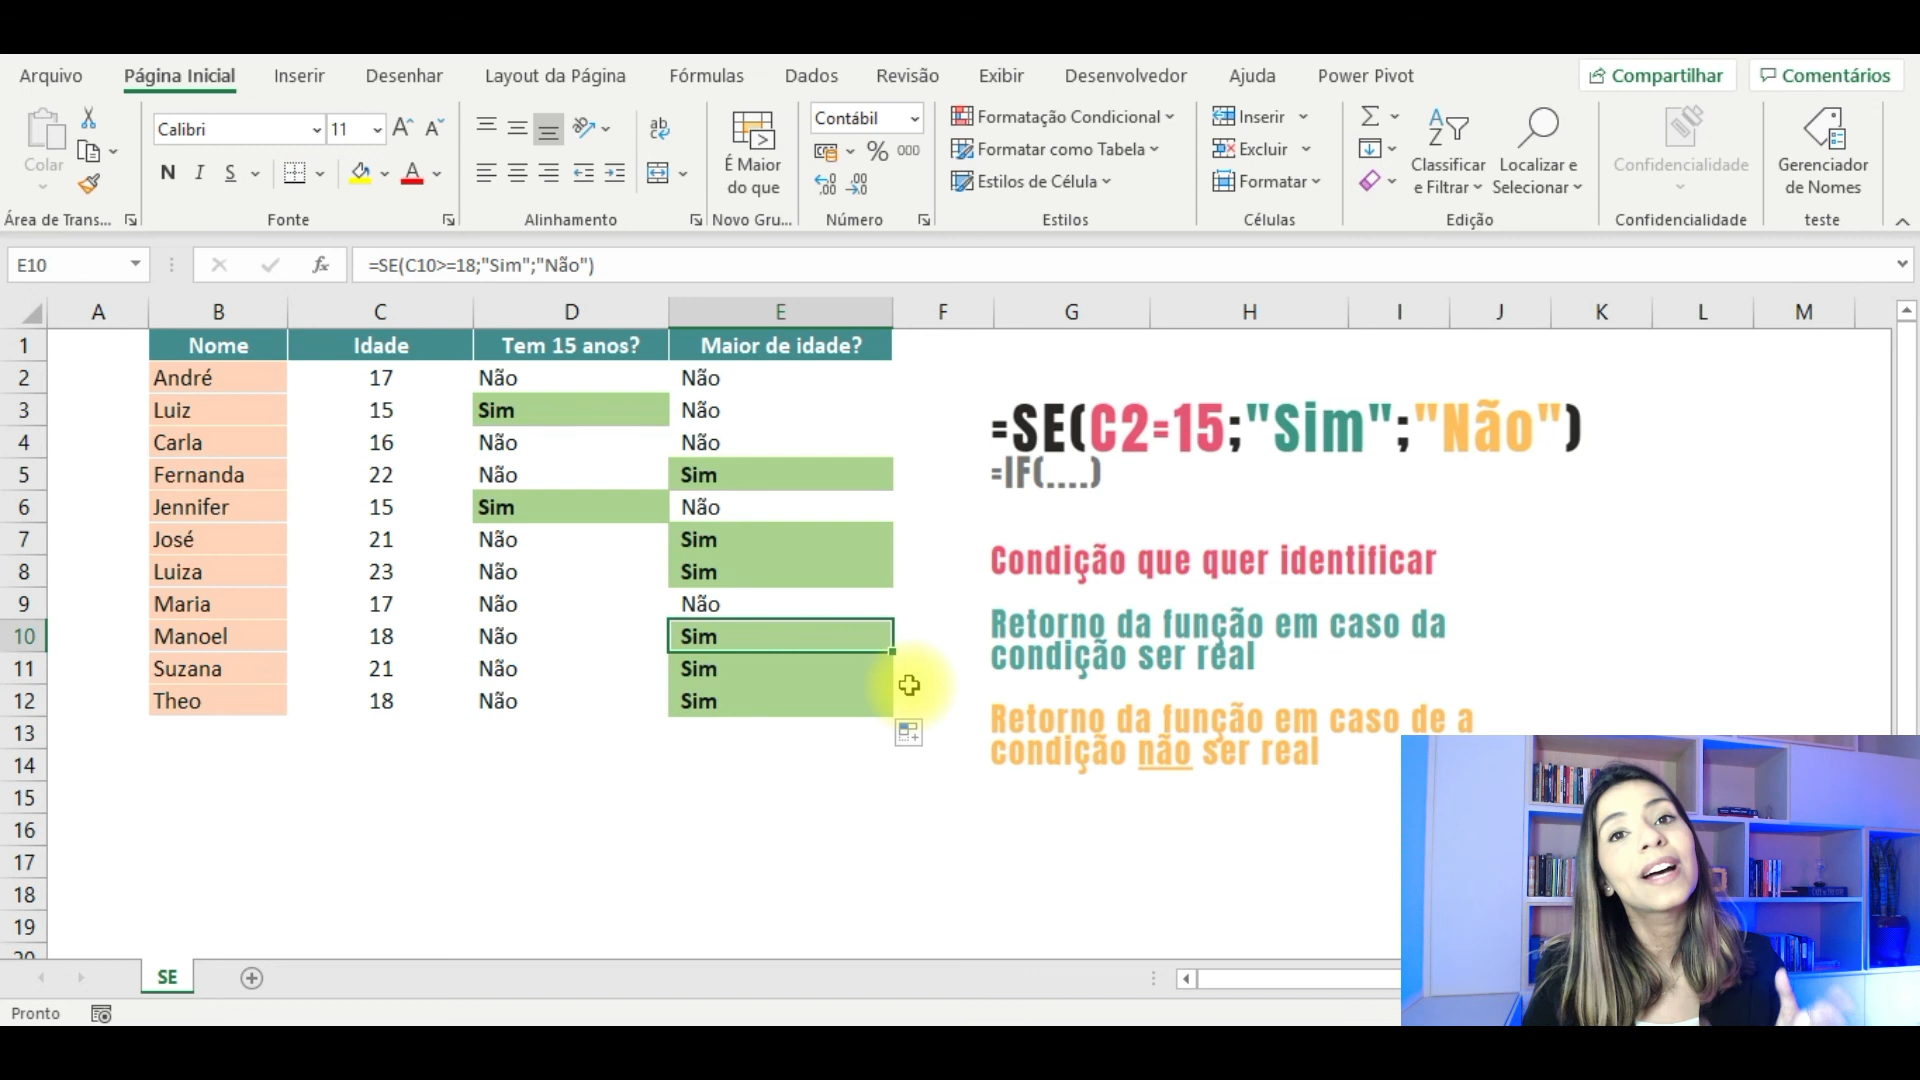 Arquivo Página Inicial Inserir Desenhar Layout da Página Fórmulas Dados Revisão Exibir Desenvolvedor Ajuda Power Pivot Compartilhar Comentários
Colar
Calibri 11
N I S
ab
É Maior
do que
Contábil
% 000
Formatação Condicional
Formatar como Tabela
Estilos de Célula
Inserir
Excluir
Formatar
Classificar
e Filtrar
Localizar e
Selecionar
Confidencialidade
Gerenciador
de Nomes
Área de Trans... Fonte Alinhamento Novo Gru... Número Estilos Células Edição Confidencialidade teste
E10 fx =SE(C10>=18;"Sim";"Não")
A B C D E F G H I J K L M
1 Nome Idade Tem 15 anos? Maior de idade?
2 André 17 Não Não
3 Luiz 15 Sim Não
4 Carla 16 Não Não
5 Fernanda 22 Não Sim
6 Jennifer 15 Sim Não
7 José 21 Não Sim
8 Luiza 23 Não Sim
9 Maria 17 Não Não
10 Manoel 18 Não Sim
11 Suzana 21 Não Sim
12 Theo 18 Não Sim
13
14
15
16
17
18
19
20
=SE(C2=15;"Sim";"Não")
=IF(....)
Condição que quer identificar
Retorno da função em caso da
condição ser real
Retorno da função em caso de a
condição não ser real
SE
Pronto